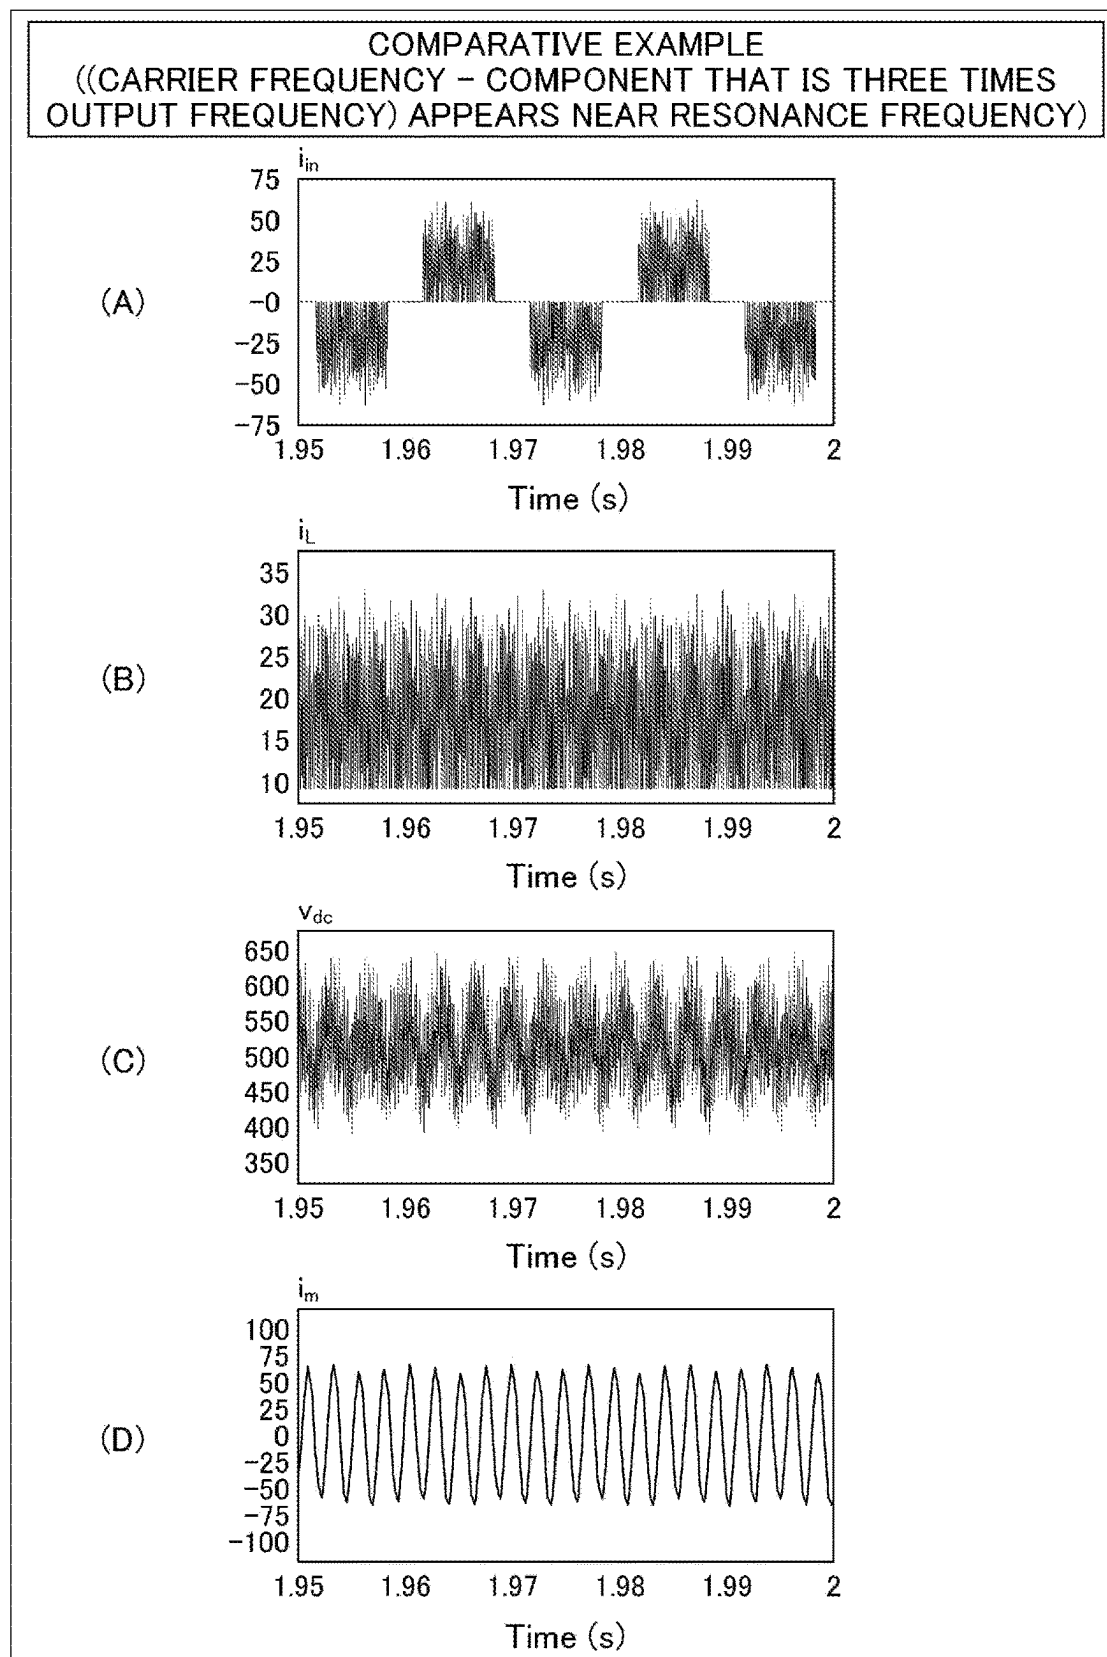 COMPARATIVE EXAMPLE
((CARRIER FREQUENCY − COMPONENT THAT IS THREE TIMES
OUTPUT FREQUENCY) APPEARS NEAR RESONANCE FREQUENCY)
(A)
i_in
75
50
25
−0
−25
−50
−75
1.95 1.96 1.97 1.98 1.99 2
Time (s)
(B)
i_L
35
30
25
20
15
10
1.95 1.96 1.97 1.98 1.99 2
Time (s)
(C)
v_dc
650
600
550
500
450
400
350
1.95 1.96 1.97 1.98 1.99 2
Time (s)
(D)
i_m
100
75
50
25
0
−25
−50
−75
−100
1.95 1.96 1.97 1.98 1.99 2
Time (s)